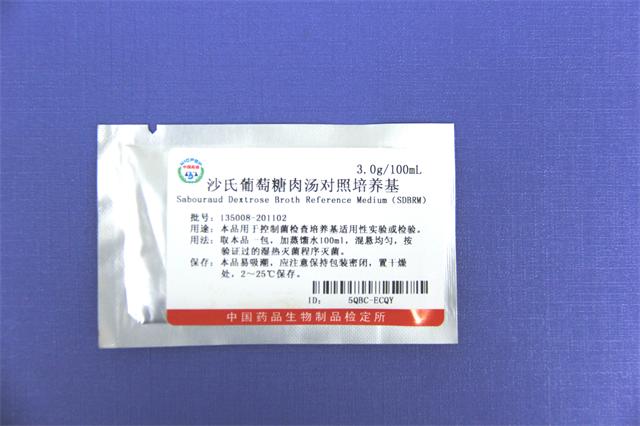 3.0g/100mL
沙氏葡萄糖肉汤对照培养基
Sabouraud Dextrose Broth Reference Medium (SDBRM)
批号: 135008-201102
用途: 本品用于控制菌检查培养基适用性实验或检验。
用法: 取本品一包, 加蒸馏水100ml, 混悬均匀, 按
验证过的湿热灭菌程序灭菌。
保存: 本品易吸潮, 应注意保持包装密闭, 置干燥
处, 2~25℃保存。
ID: 5QBC-ECQY
中国药品生物制品检定所